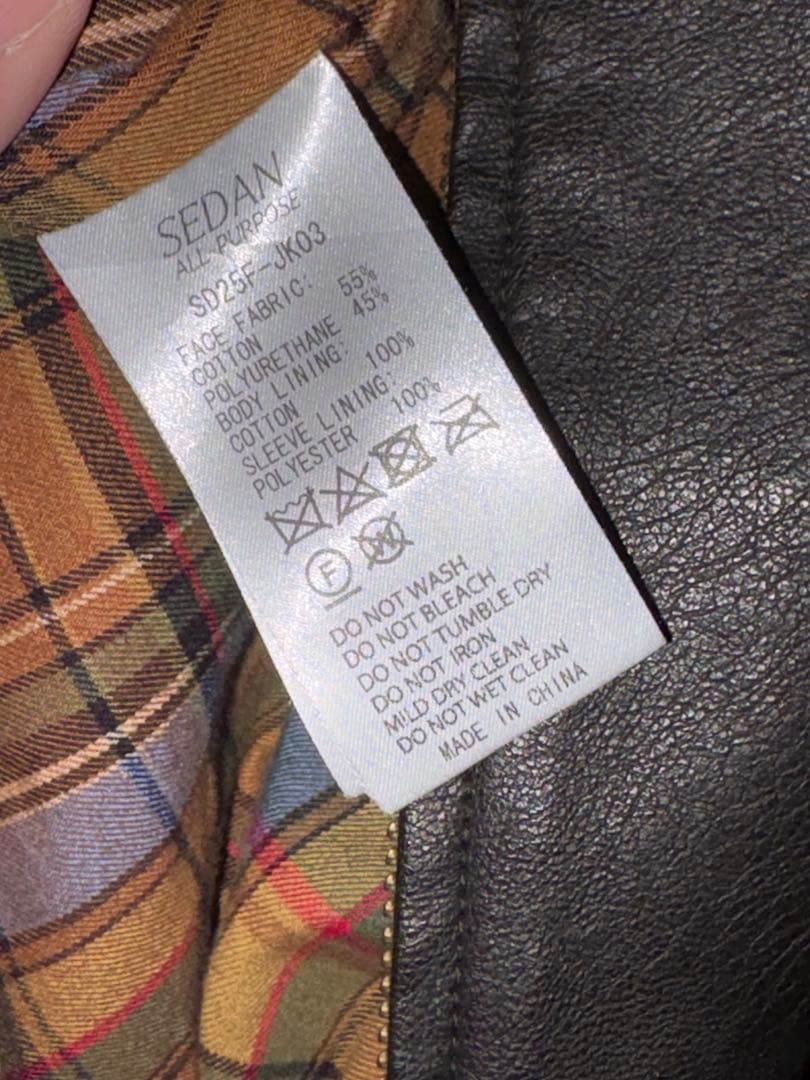 SEDAN
ALL-PURPOSE
SD25F-JK03
FACE FABRIC:
COTTON 55%
POLYURETHANE 45%
BODY LINING:
COTTON 100%
SLEEVE LINING:
POLYESTER 100%
F W
DO NOT WASH
DO NOT BLEACH
DO NOT TUMBLE DRY
DO NOT IRON
MILD DRY CLEAN
DO NOT WET CLEAN
MADE IN CHINA